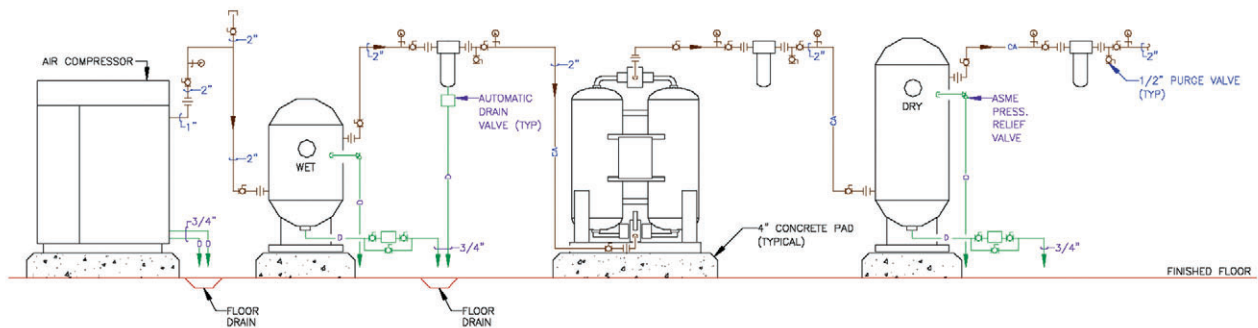 AIR COMPRESSOR
2"
2"
1"
2"
3/4"
D
D
FLOOR
DRAIN
WET
D
D
2"
AUTOMATIC
DRAIN
VALVE (TYP)
D
3/4"
FLOOR
DRAIN
2"
CA
4" CONCRETE PAD
(TYPICAL)
2"
CA
DRY
CA
D
D
ASME
PRESS.
RELIEF
VALVE
3/4"
2"
1/2" PURGE VALVE
(TYP)
FINISHED FLOOR